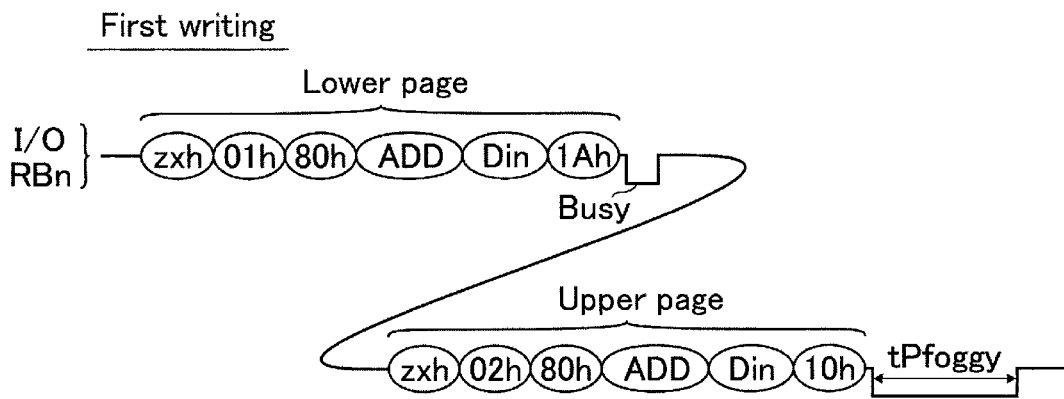 First writing
Lower page
I/O
RBn
zxh 01h 80h ADD Din 1Ah
Busy
Upper page
zxh 02h 80h ADD Din 10h
tPfoggy